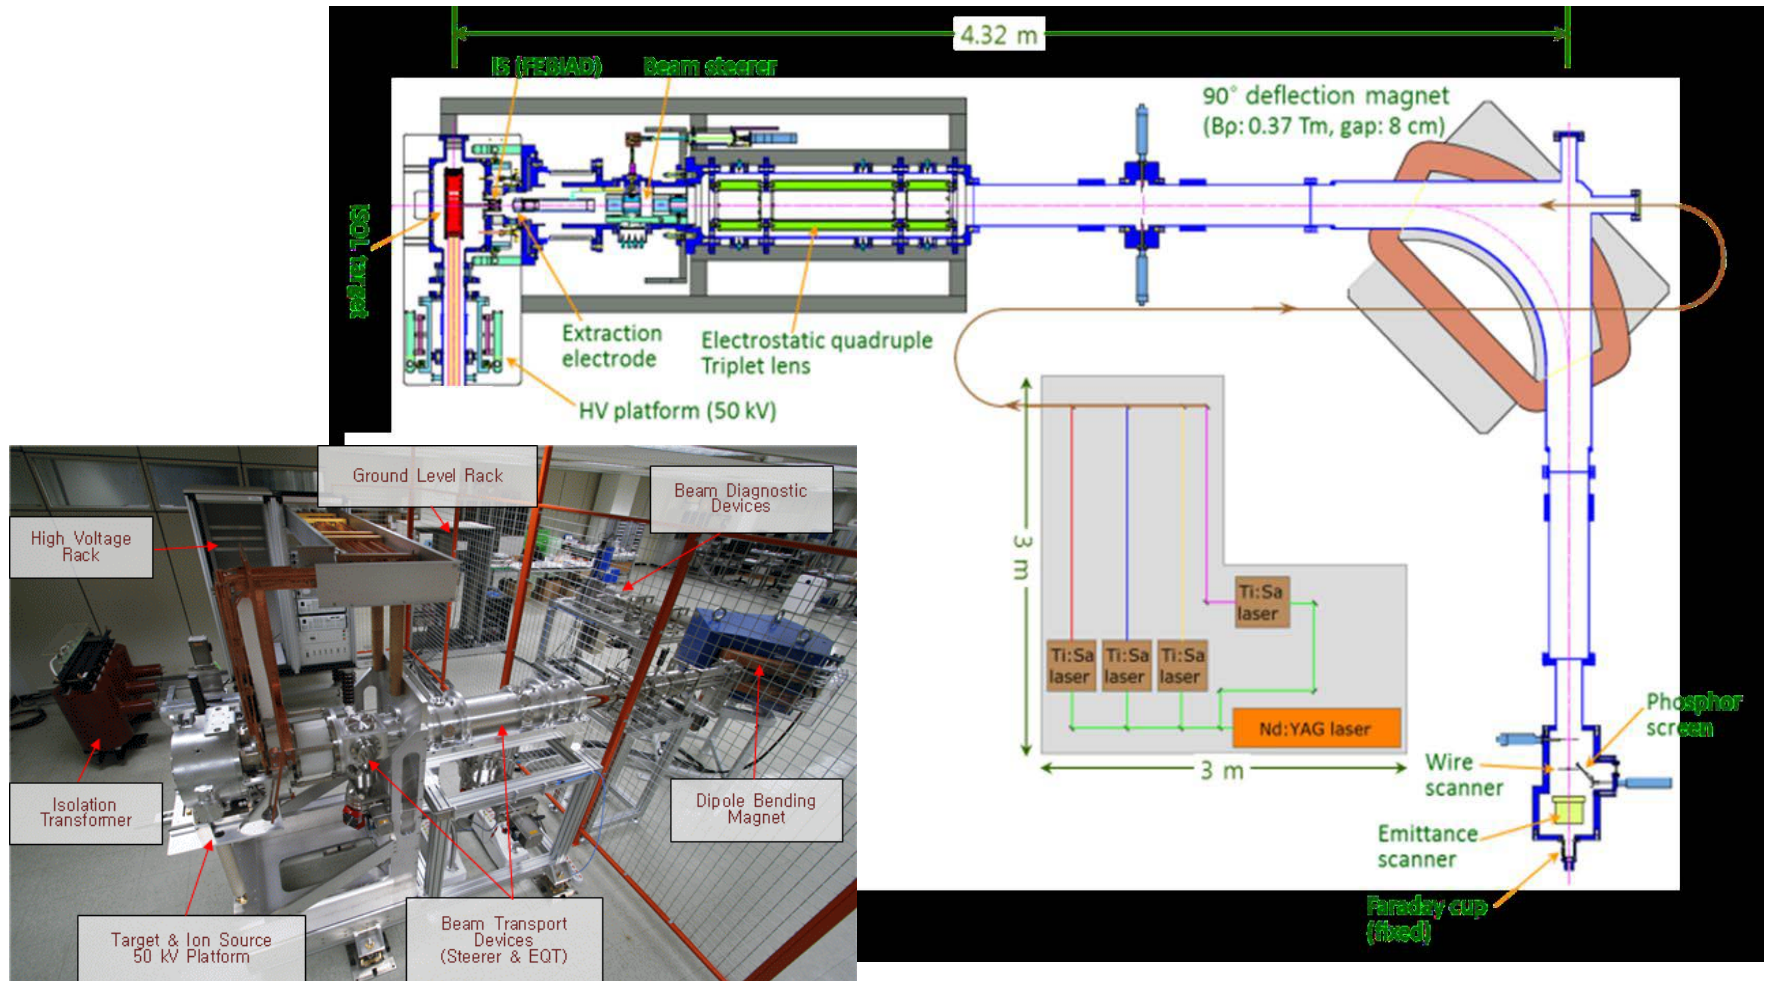 4.32 m
IS (FEBIAD)
Beam steerer
90° deflection magnet
(Bρ: 0.37 Tm, gap: 8 cm)
ISOL target
Extraction
electrode
Electrostatic quadruple
Triplet lens
HV platform (50 kV)
3 m
Ti:Sa
laser
Ti:Sa
laser
Ti:Sa
laser
Ti:Sa
laser
Nd:YAG laser
3 m
Phosphor
screen
Wire
scanner
Emittance
scanner
Faraday cup
(fixed)
Ground Level Rack
Beam Diagnostic
Devices
High Voltage
Rack
Isolation
Transformer
Dipole Bending
Magnet
Target & Ion Source
50 kV Platform
Beam Transport
Devices
(Steerer & EQT)